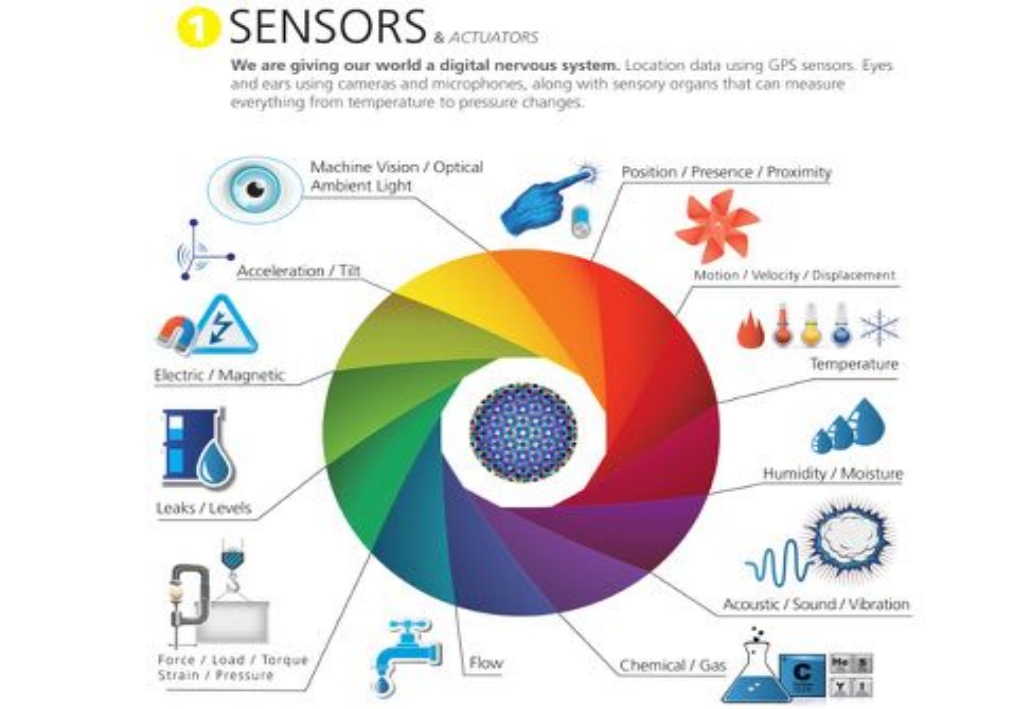 1 SENSORS & ACTUATORS
We are giving our world a digital nervous system. Location data using GPS sensors. Eyes
and ears using cameras and microphones, along with sensory organs that can measure
everything from temperature to pressure changes.
Machine Vision / Optical
Ambient Light
Position / Presence / Proximity
Acceleration / Tilt
Motion / Velocity / Displacement
Electric / Magnetic
Temperature
Humidity / Moisture
Leaks / Levels
Acoustic / Sound / Vibration
Force / Load / Torque
Strain / Pressure
Flow
Chemical / Gas
C